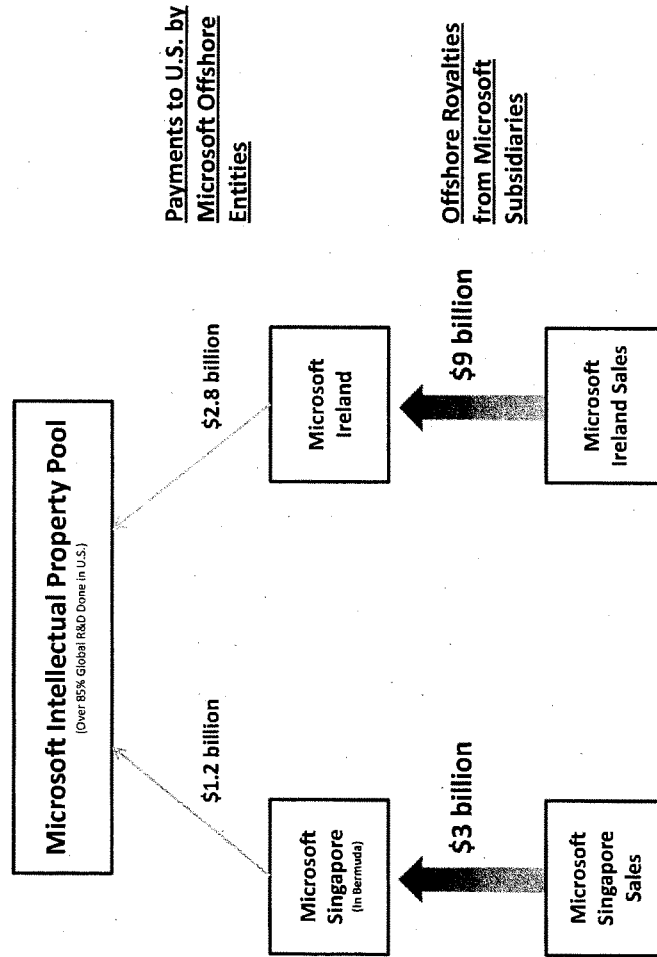 Microsoft Intellectual Property Pool
(Over 85% Global R&D Done in U.S.)
Payments to U.S. by
Microsoft Offshore
Entities
$1.2 billion
$2.8 billion
Microsoft
Singapore
(In Bermuda)
Microsoft
Ireland
Offshore Royalties
from Microsoft
Subsidiaries
$3 billion
$9 billion
Microsoft
Singapore
Sales
Microsoft
Ireland Sales